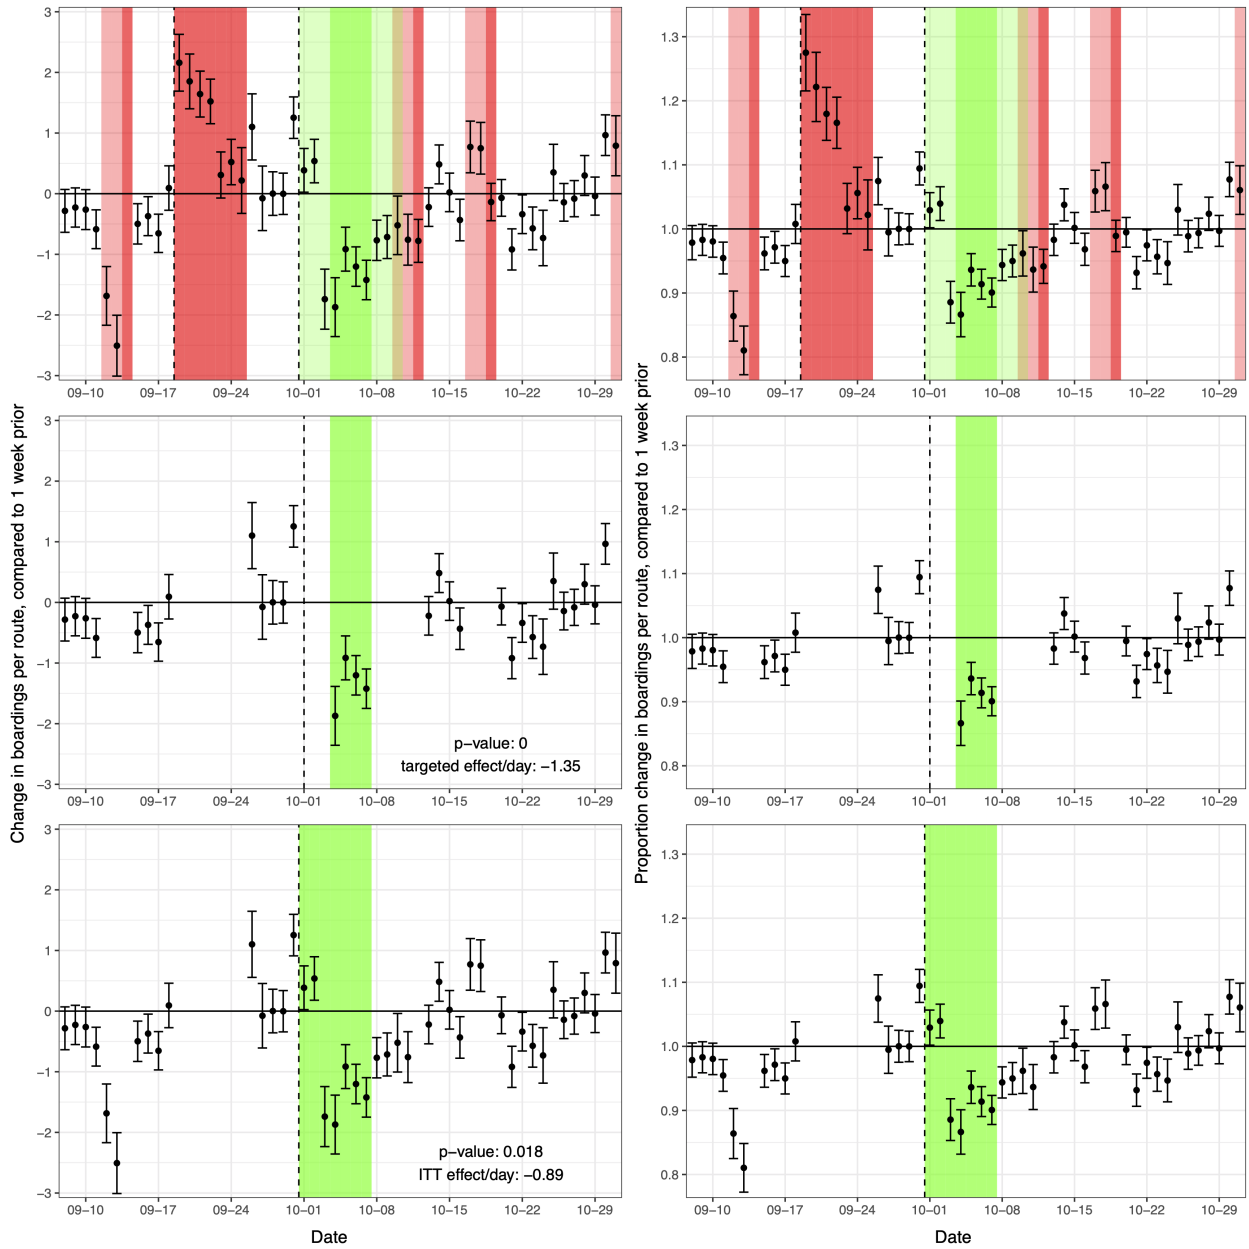 Change in boardings per route, compared to 1 week prior
3
2
1
0
−1
−2
−3
09−10 09−17 09−24 10−01 10−08 10−15 10−22 10−29
Proportion change in boardings per route, compared to 1 week prior
1.3
1.2
1.1
1.0
0.9
0.8
09−10 09−17 09−24 10−01 10−08 10−15 10−22 10−29
3
2
1
0
−1
−2
−3
p−value: 0
targeted effect/day: −1.35
09−10 09−17 09−24 10−01 10−08 10−15 10−22 10−29
1.3
1.2
1.1
1.0
0.9
0.8
09−10 09−17 09−24 10−01 10−08 10−15 10−22 10−29
3
2
1
0
−1
−2
−3
p−value: 0.018
ITT effect/day: −0.89
09−10 09−17 09−24 10−01 10−08 10−15 10−22 10−29
Date
1.3
1.2
1.1
1.0
0.9
0.8
09−10 09−17 09−24 10−01 10−08 10−15 10−22 10−29
Date